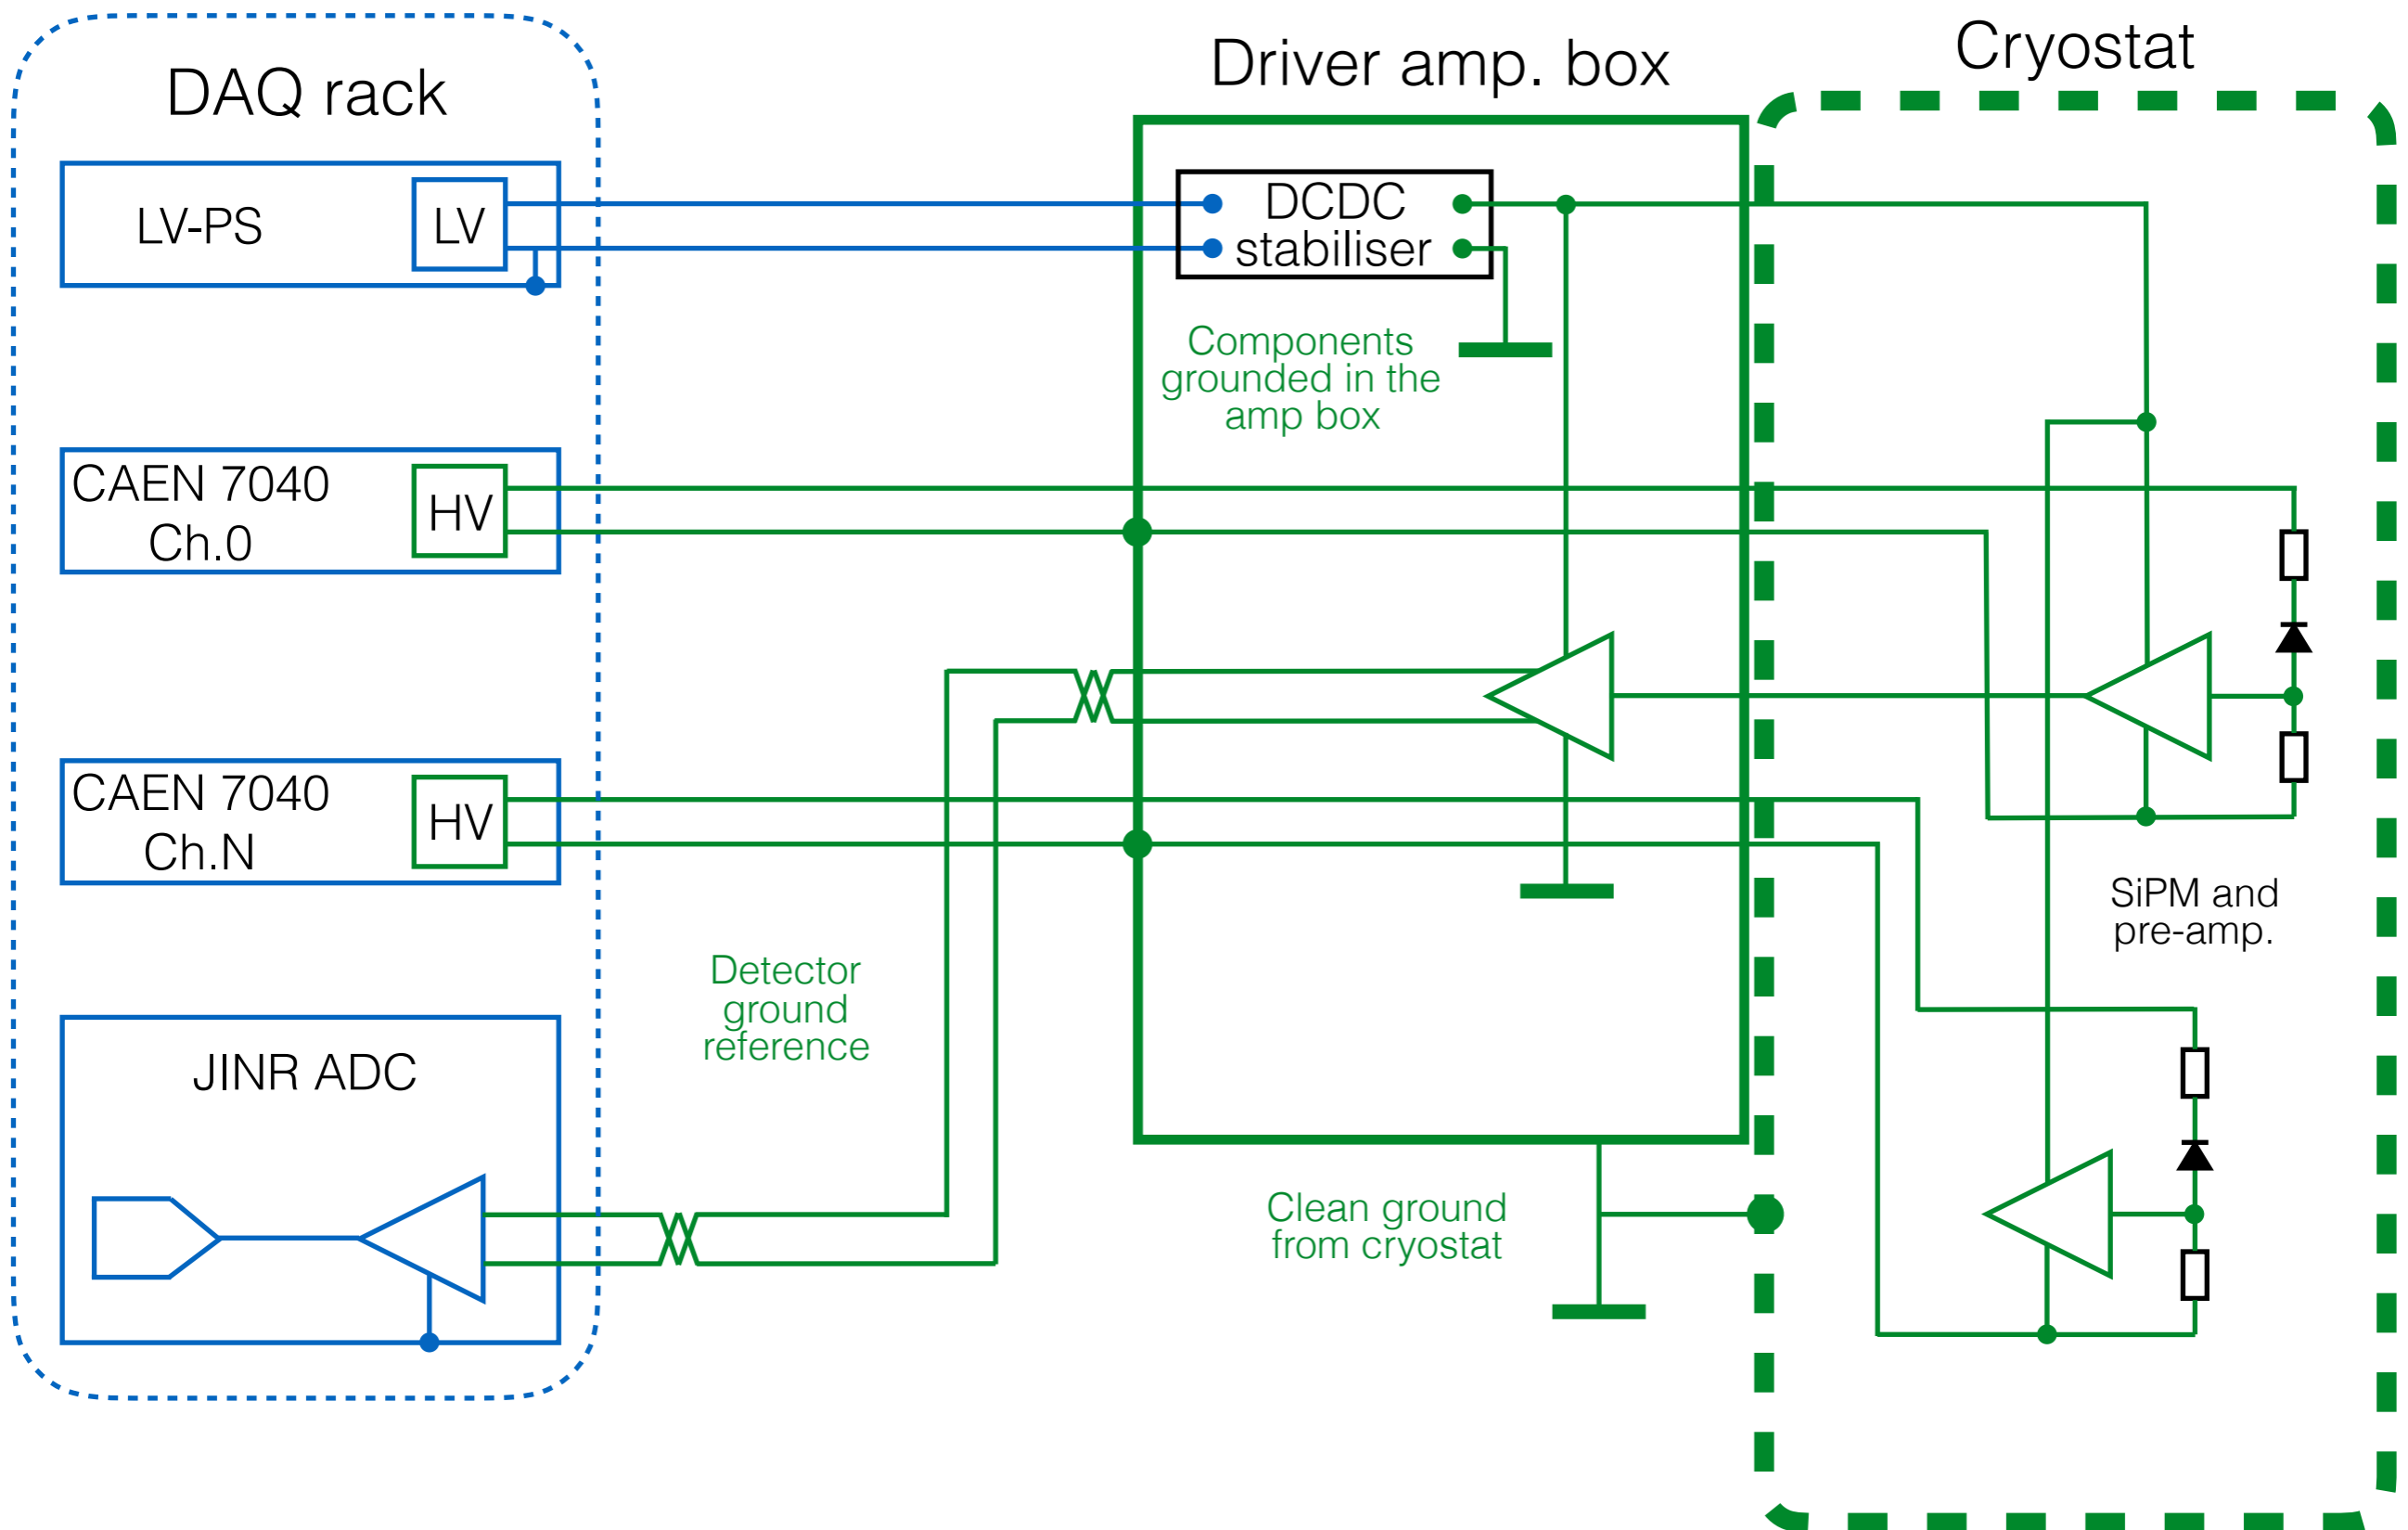 DAQ rack
Driver amp. box
Cryostat
LV-PS
LV
DCDC
stabiliser
Components
grounded in the
amp box
CAEN 7040
Ch.0
HV
CAEN 7040
Ch.N
HV
SiPM and
pre-amp.
Detector
ground
reference
JINR ADC
Clean ground
from cryostat